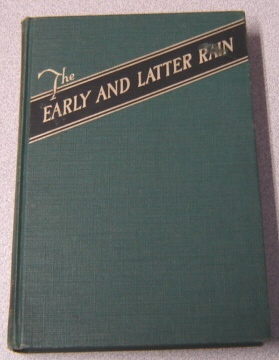 The
EARLY AND LATTER RAIN